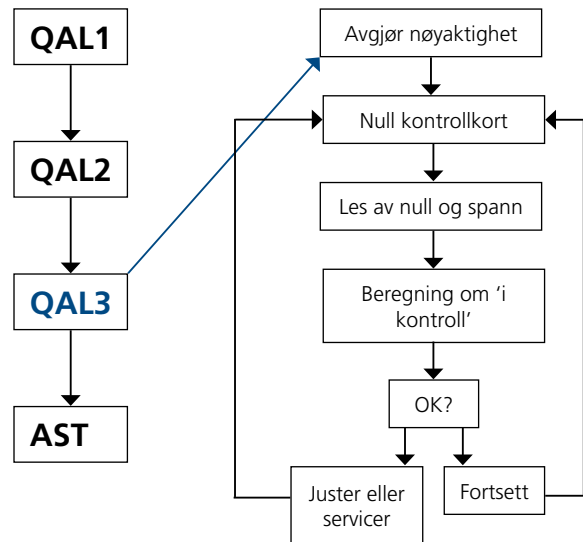 QAL1
QAL2
QAL3
AST
Avgjør nøyaktighet
Null kontrollkort
Les av null og spann
Beregning om ‘i
kontroll’
OK?
Juster eller
servicer
Fortsett